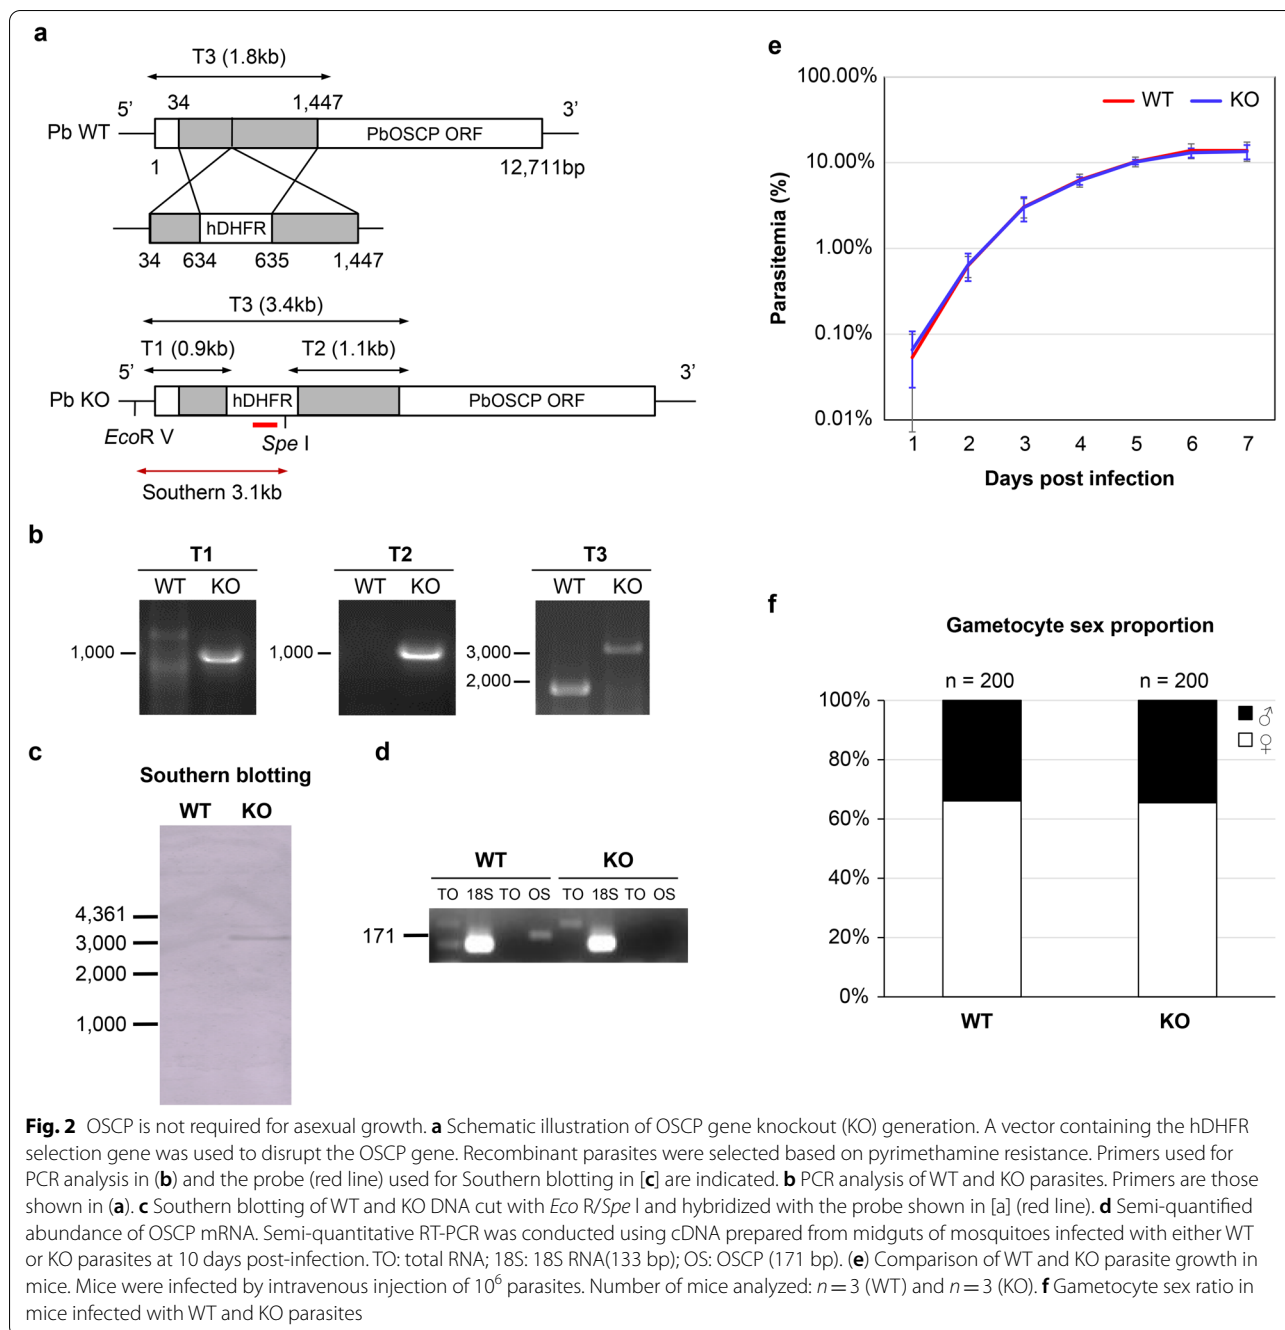 a
T3 (1.8kb)
5’ 34 1,447 3’
Pb WT PbOSCP ORF
1 12,711bp
hDHFR
34 634 635 1,447
T3 (3.4kb)
T1 (0.9kb) T2 (1.1kb)
5’ 3’
Pb KO hDHFR PbOSCP ORF
EcoR V Spe I
Southern 3.1kb
b
T1 T2 T3
WT KO WT KO WT KO
1,000 1,000 3,000
2,000
c
Southern blotting
WT KO
4,361
3,000
2,000
1,000
d
WT KO
TO 18S TO OS TO 18S TO OS
171
e
100.00%
WT KO
10.00%
1.00%
0.10%
0.01%
Parasitemia (%)
1 2 3 4 5 6 7
Days post infection
f
Gametocyte sex proportion
n = 200 n = 200
♂
♀
100%
80%
60%
40%
20%
0%
WT KO
Fig. 2 OSCP is not required for asexual growth. a Schematic illustration of OSCP gene knockout (KO) generation. A vector containing the hDHFR
selection gene was used to disrupt the OSCP gene. Recombinant parasites were selected based on pyrimethamine resistance. Primers used for
PCR analysis in (b) and the probe (red line) used for Southern blotting in [c] are indicated. b PCR analysis of WT and KO parasites. Primers are those
shown in (a). c Southern blotting of WT and KO DNA cut with Eco R/Spe I and hybridized with the probe shown in [a] (red line). d Semi-quantified
abundance of OSCP mRNA. Semi-quantitative RT-PCR was conducted using cDNA prepared from midguts of mosquitoes infected with either WT
or KO parasites at 10 days post-infection. TO: total RNA; 18S: 18S RNA(133 bp); OS: OSCP (171 bp). (e) Comparison of WT and KO parasite growth in
mice. Mice were infected by intravenous injection of 10⁶ parasites. Number of mice analyzed: n = 3 (WT) and n = 3 (KO). f Gametocyte sex ratio in
mice infected with WT and KO parasites